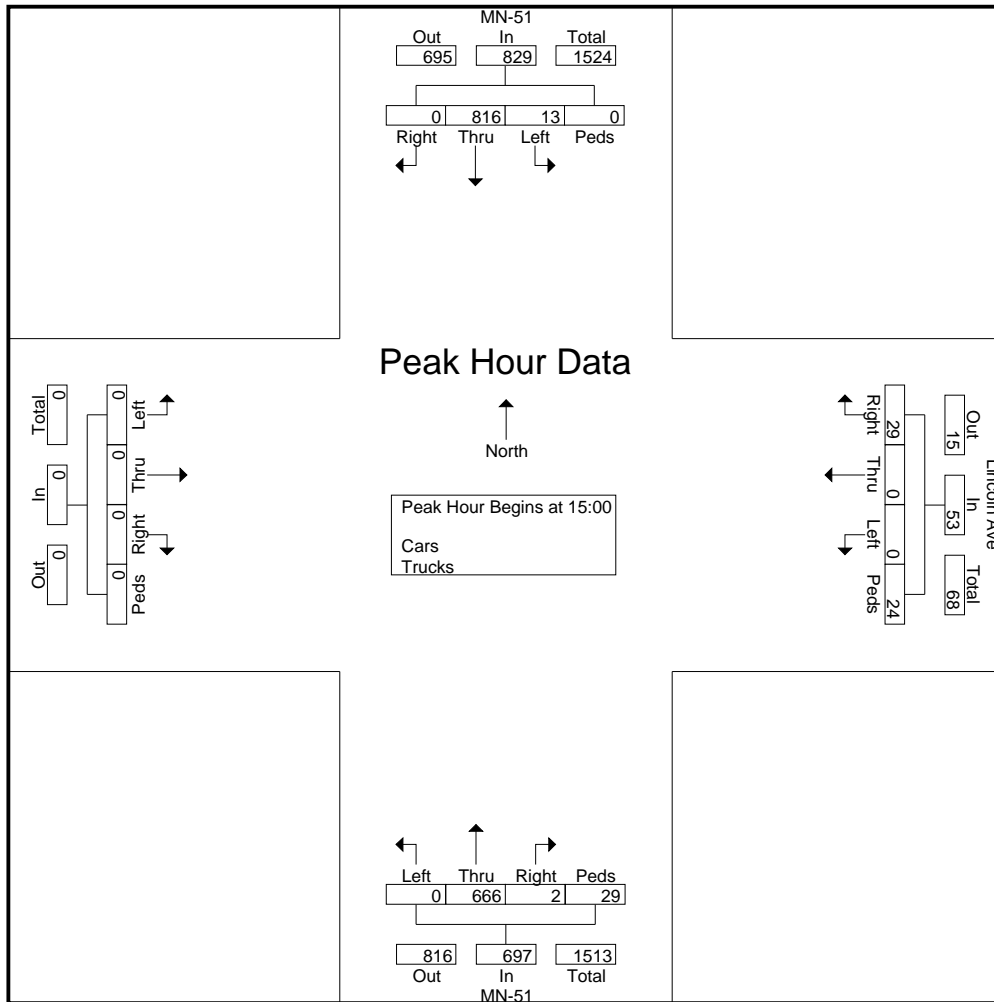 MN-51
Out In Total
695 829 1524
0 816 13 0
Right Thru Left Peds
Peak Hour Data
North
Peak Hour Begins at 15:00
Cars
Trucks
Total In Out
0 0 0
0 0 0 0
Left Thru Right Peds
Right Thru Left Peds
29 0 0 24
Out In Total
15 53 68
Lincoln Ave
Left Thru Right Peds
0 666 2 29
816 697 1513
Out In Total
MN-51